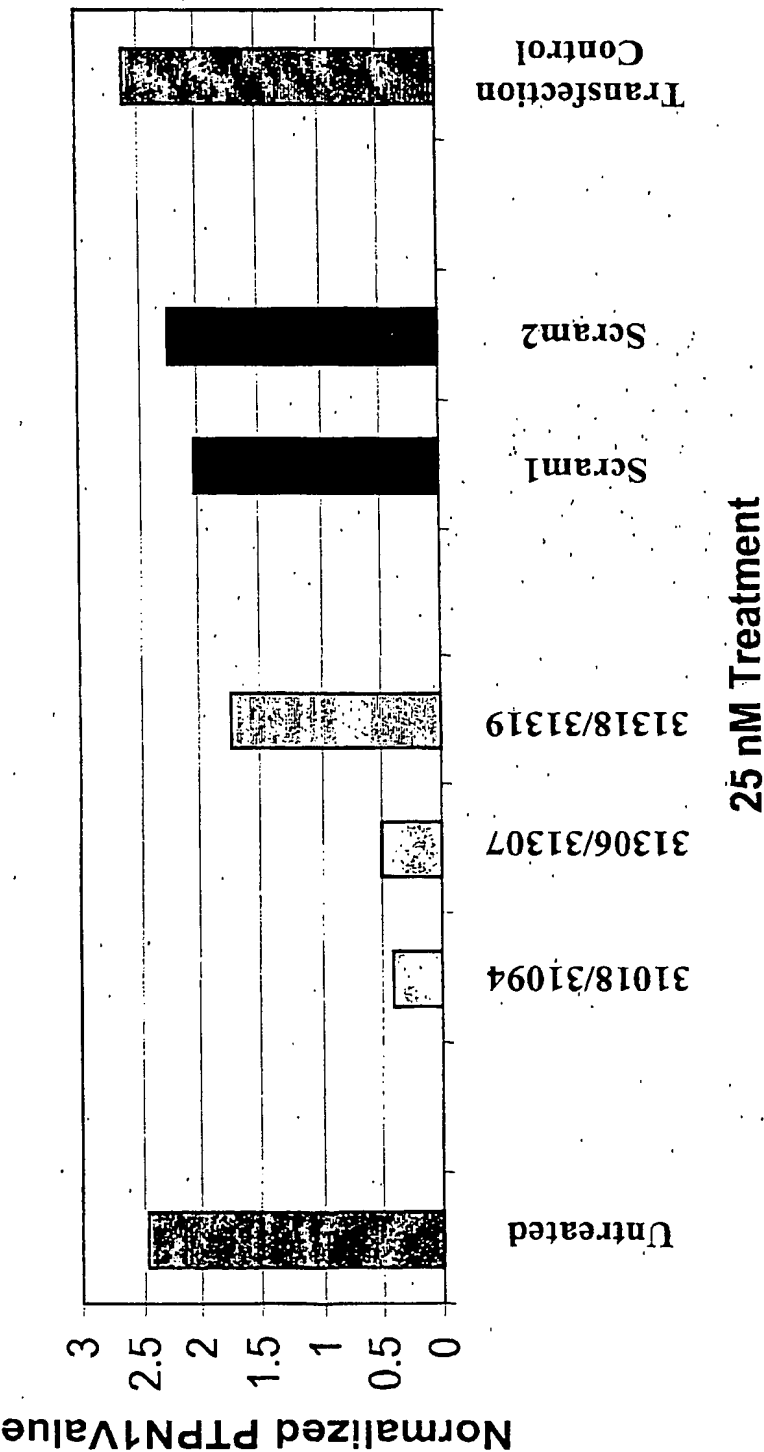 Normalized PTPN1Value
3
2.5
2
1.5
1
0.5
0
Untreated
31018/31094
31306/31307
31318/31319
Scram1
Scram2
Transfection
Control
25 nM Treatment